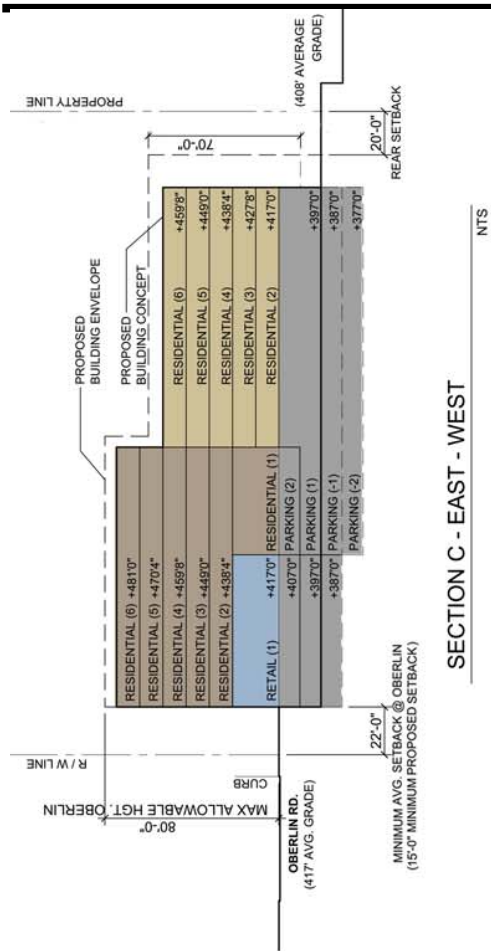 PROPERTY LINE
(408' AVERAGE
GRADE)
70'-0"
20'-0"
REAR SETBACK
PROPOSED
BUILDING ENVELOPE
PROPOSED
BUILDING CONCEPT
RESIDENTIAL (6) +459'8"
RESIDENTIAL (5) +449'0"
RESIDENTIAL (4) +438'4"
RESIDENTIAL (3) +427'8"
RESIDENTIAL (2) +417'0"
+397'0"
+387'0"
+377'0"
RESIDENTIAL (6) +481'0"
RESIDENTIAL (5) +470'4"
RESIDENTIAL (4) +459'8"
RESIDENTIAL (3) +449'0"
RESIDENTIAL (2) +438'4"
RETAIL (1) +417'0" RESIDENTIAL (1)
+407'0" PARKING (2)
+397'0" PARKING (1)
+387'0" PARKING (-1)
PARKING (-2)
R / W LINE
MAX ALLOWABLE HGT. OBERLIN
80'-0"
CURB
OBERLIN RD.
(417' AVG. GRADE)
22'-0"
MINIMUM AVG. SETBACK @ OBERLIN
(15'-0" MINIMUM PROPOSED SETBACK)
SECTION C - EAST - WEST
NTS